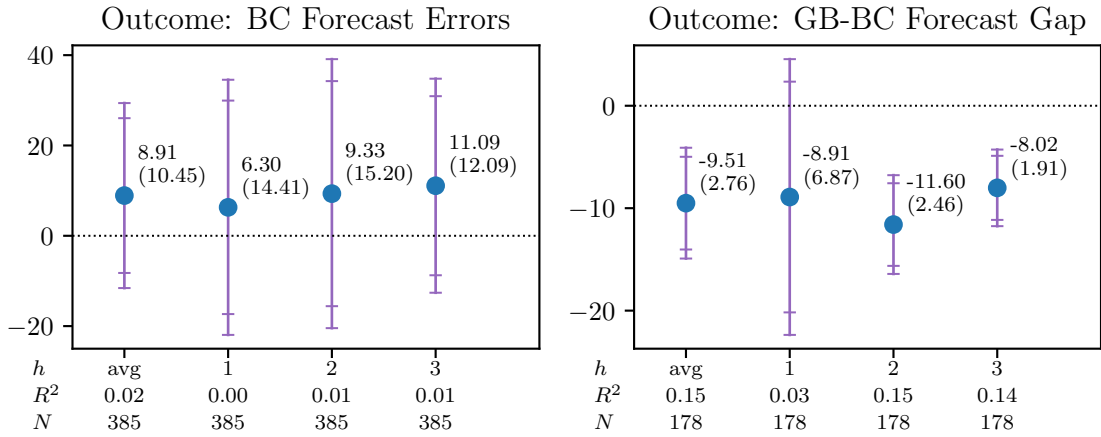 Outcome: BC Forecast Errors
40
20
0
−20
8.91
(10.45)
6.30
(14.41)
9.33
(15.20)
11.09
(12.09)
h avg 1 2 3
R² 0.02 0.00 0.01 0.01
N 385 385 385 385
Outcome: GB-BC Forecast Gap
0
−10
−20
-9.51
(2.76)
-8.91
(6.87)
-11.60
(2.46)
-8.02
(1.91)
h avg 1 2 3
R² 0.15 0.03 0.15 0.14
N 178 178 178 178